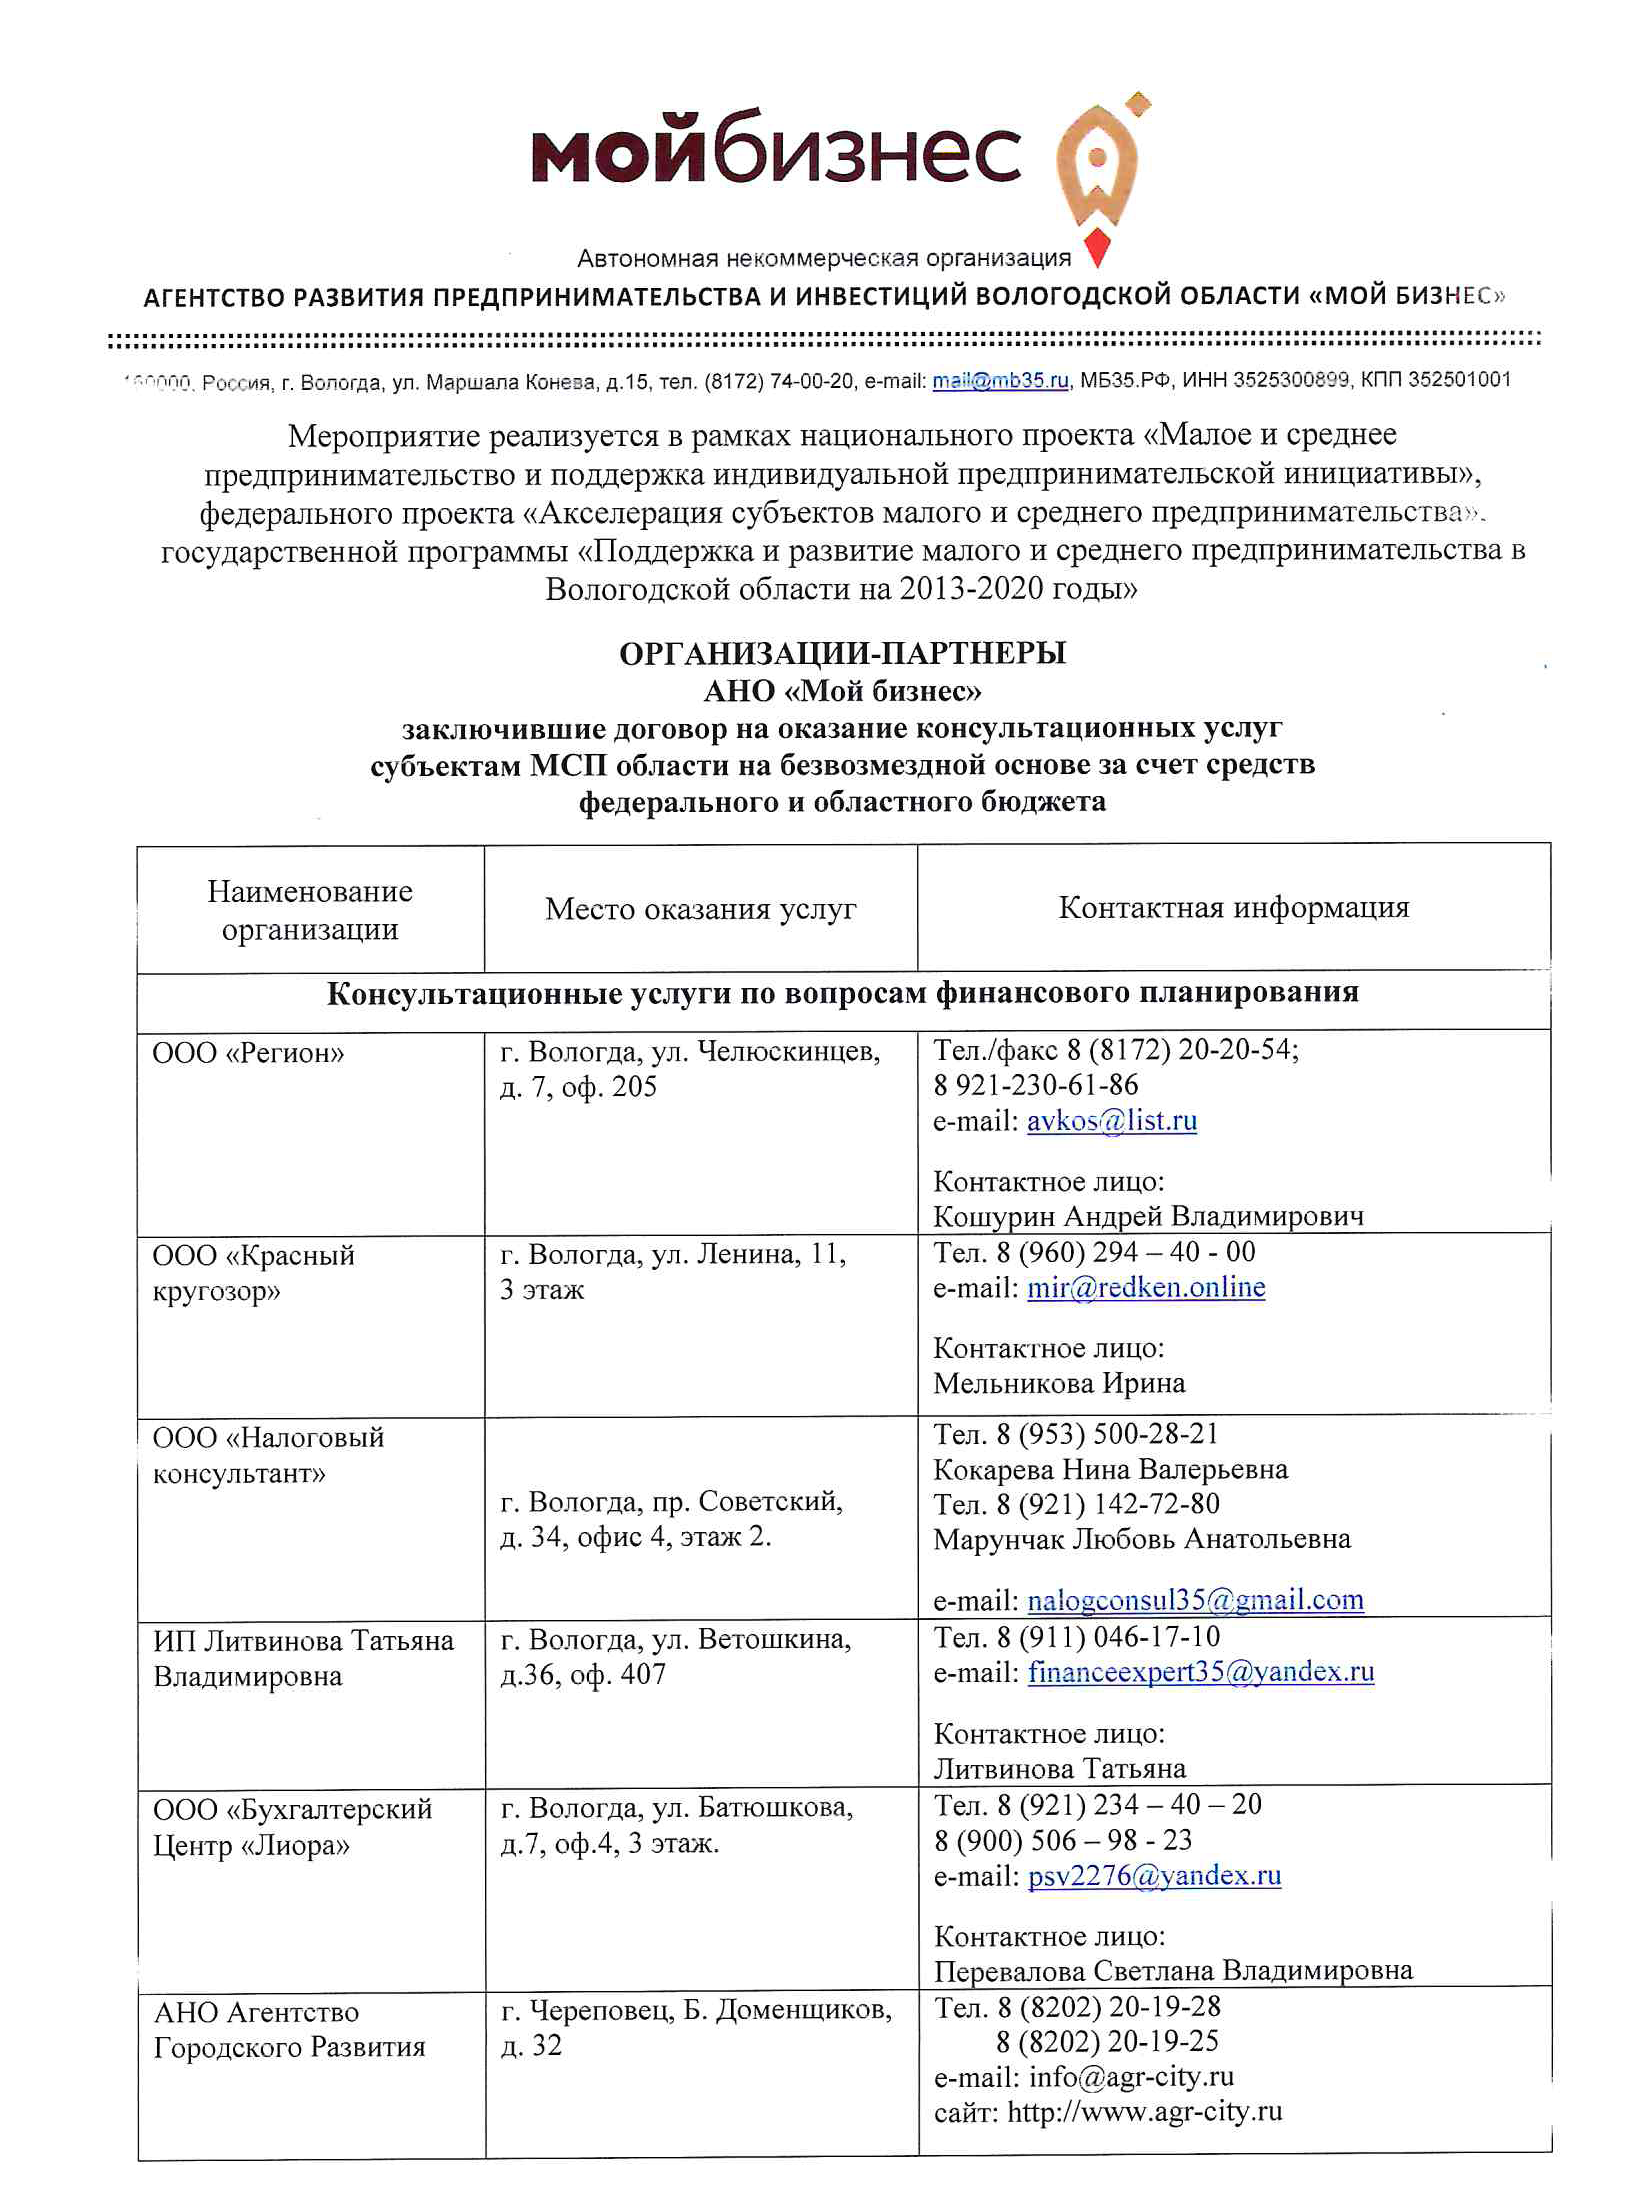 мойбизнес
Автономная некоммерческая организация
АГЕНТСТВО РАЗВИТИЯ ПРЕДПРИНИМАТЕЛЬСТВА И ИНВЕСТИЦИЙ ВОЛОГОДСКОЙ ОБЛАСТИ «МОЙ БИЗНЕС»
Россия, г. Вологда, ул. Маршала Конева, д.15, тел. (8172) 74-00-20, e-mail: mail@mb35.ru, МБ35.РФ, ИНН 3525300899, КПП 352501001
Мероприятие реализуется в рамках национального проекта «Малое и среднее
предпринимательство и поддержка индивидуальной предпринимательской инициативы»,
федерального проекта «Акселерация субъектов малого и среднего предпринимательства».
государственной программы «Поддержка и развитие малого и среднего предпринимательства в
Вологодской области на 2013-2020 годы»
ОРГАНИЗАЦИИ-ПАРТНЕРЫ
АНО «Мой бизнес»
заключившие договор на оказание консультационных услуг
субъектам МСП области на безвозмездной основе за счет средств
федерального и областного бюджета
Наименование
организации
Место оказания услуг
Контактная информация
Консультационные услуги по вопросам финансового планирования
ООО «Регион»
г. Вологда, ул. Челюскинцев,
д. 7, оф. 205
Тел./факс 8 (8172) 20-20-54;
8 921-230-61-86
e-mail: avkos@list.ru
Контактное лицо:
Кошурин Андрей Владимирович
ООО «Красный
кругозор»
г. Вологда, ул. Ленина, 11,
3 этаж
Тел. 8 (960) 294 – 40 - 00
e-mail: mir@redken.online
Контактное лицо:
Мельникова Ирина
ООО «Налоговый
консультант»
г. Вологда, пр. Советский,
д. 34, офис 4, этаж 2.
Тел. 8 (953) 500-28-21
Кокарева Нина Валерьевна
Тел. 8 (921) 142-72-80
Марунчак Любовь Анатольевна
e-mail: nalogconsul35@gmail.com
ИП Литвинова Татьяна
Владимировна
г. Вологда, ул. Ветошкина,
д.36, оф. 407
Тел. 8 (911) 046-17-10
e-mail: financeexpert35@yandex.ru
Контактное лицо:
Литвинова Татьяна
ООО «Бухгалтерский
Центр «Лиора»
г. Вологда, ул. Батюшкова,
д.7, оф.4, 3 этаж.
Тел. 8 (921) 234 – 40 – 20
8 (900) 506 – 98 - 23
e-mail: psv2276@yandex.ru
Контактное лицо:
Перевалова Светлана Владимировна
АНО Агентство
Городского Развития
г. Череповец, Б. Доменщиков,
д. 32
Тел. 8 (8202) 20-19-28
8 (8202) 20-19-25
e-mail: info@agr-city.ru
сайт: http://www.agr-city.ru